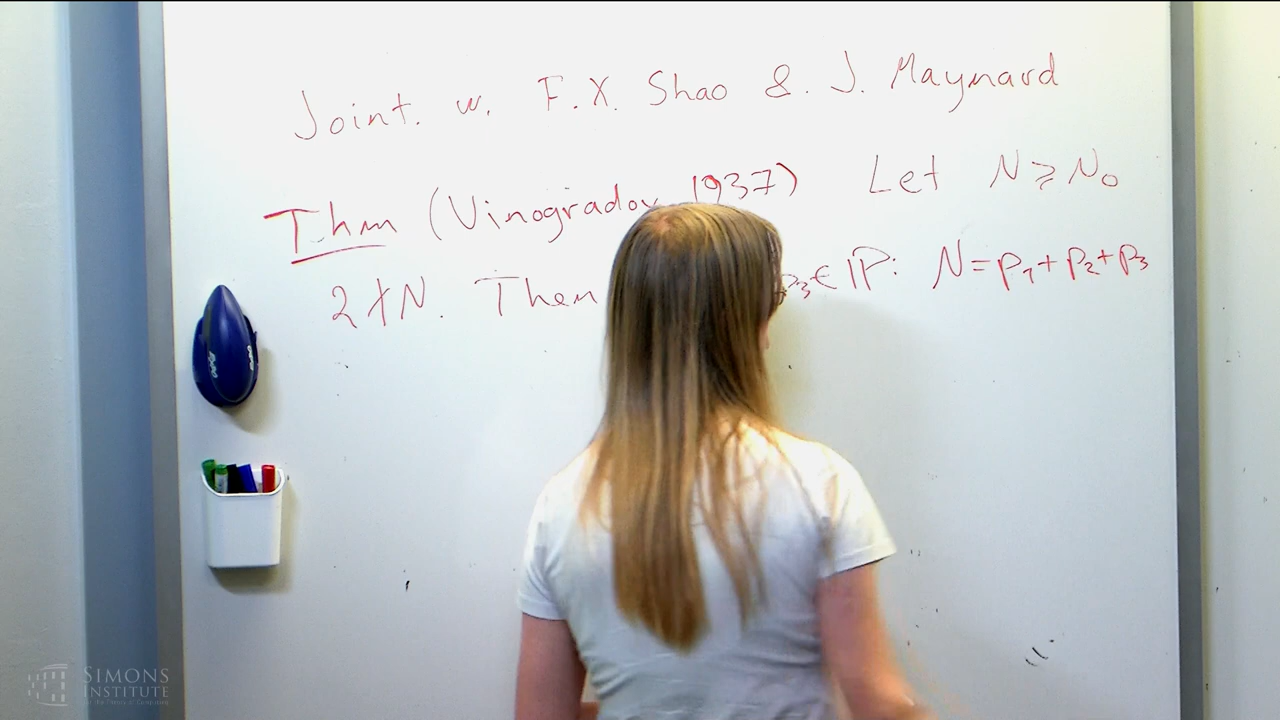 Joint. w. F.X. Shao & J. Maynard
Thm (Vinogradov 1937) Let N ⩾ N₀
2∤N. Then p₃∈ℙ: N=p₁+p₂+p₃
SIMONS
INSTITUTE